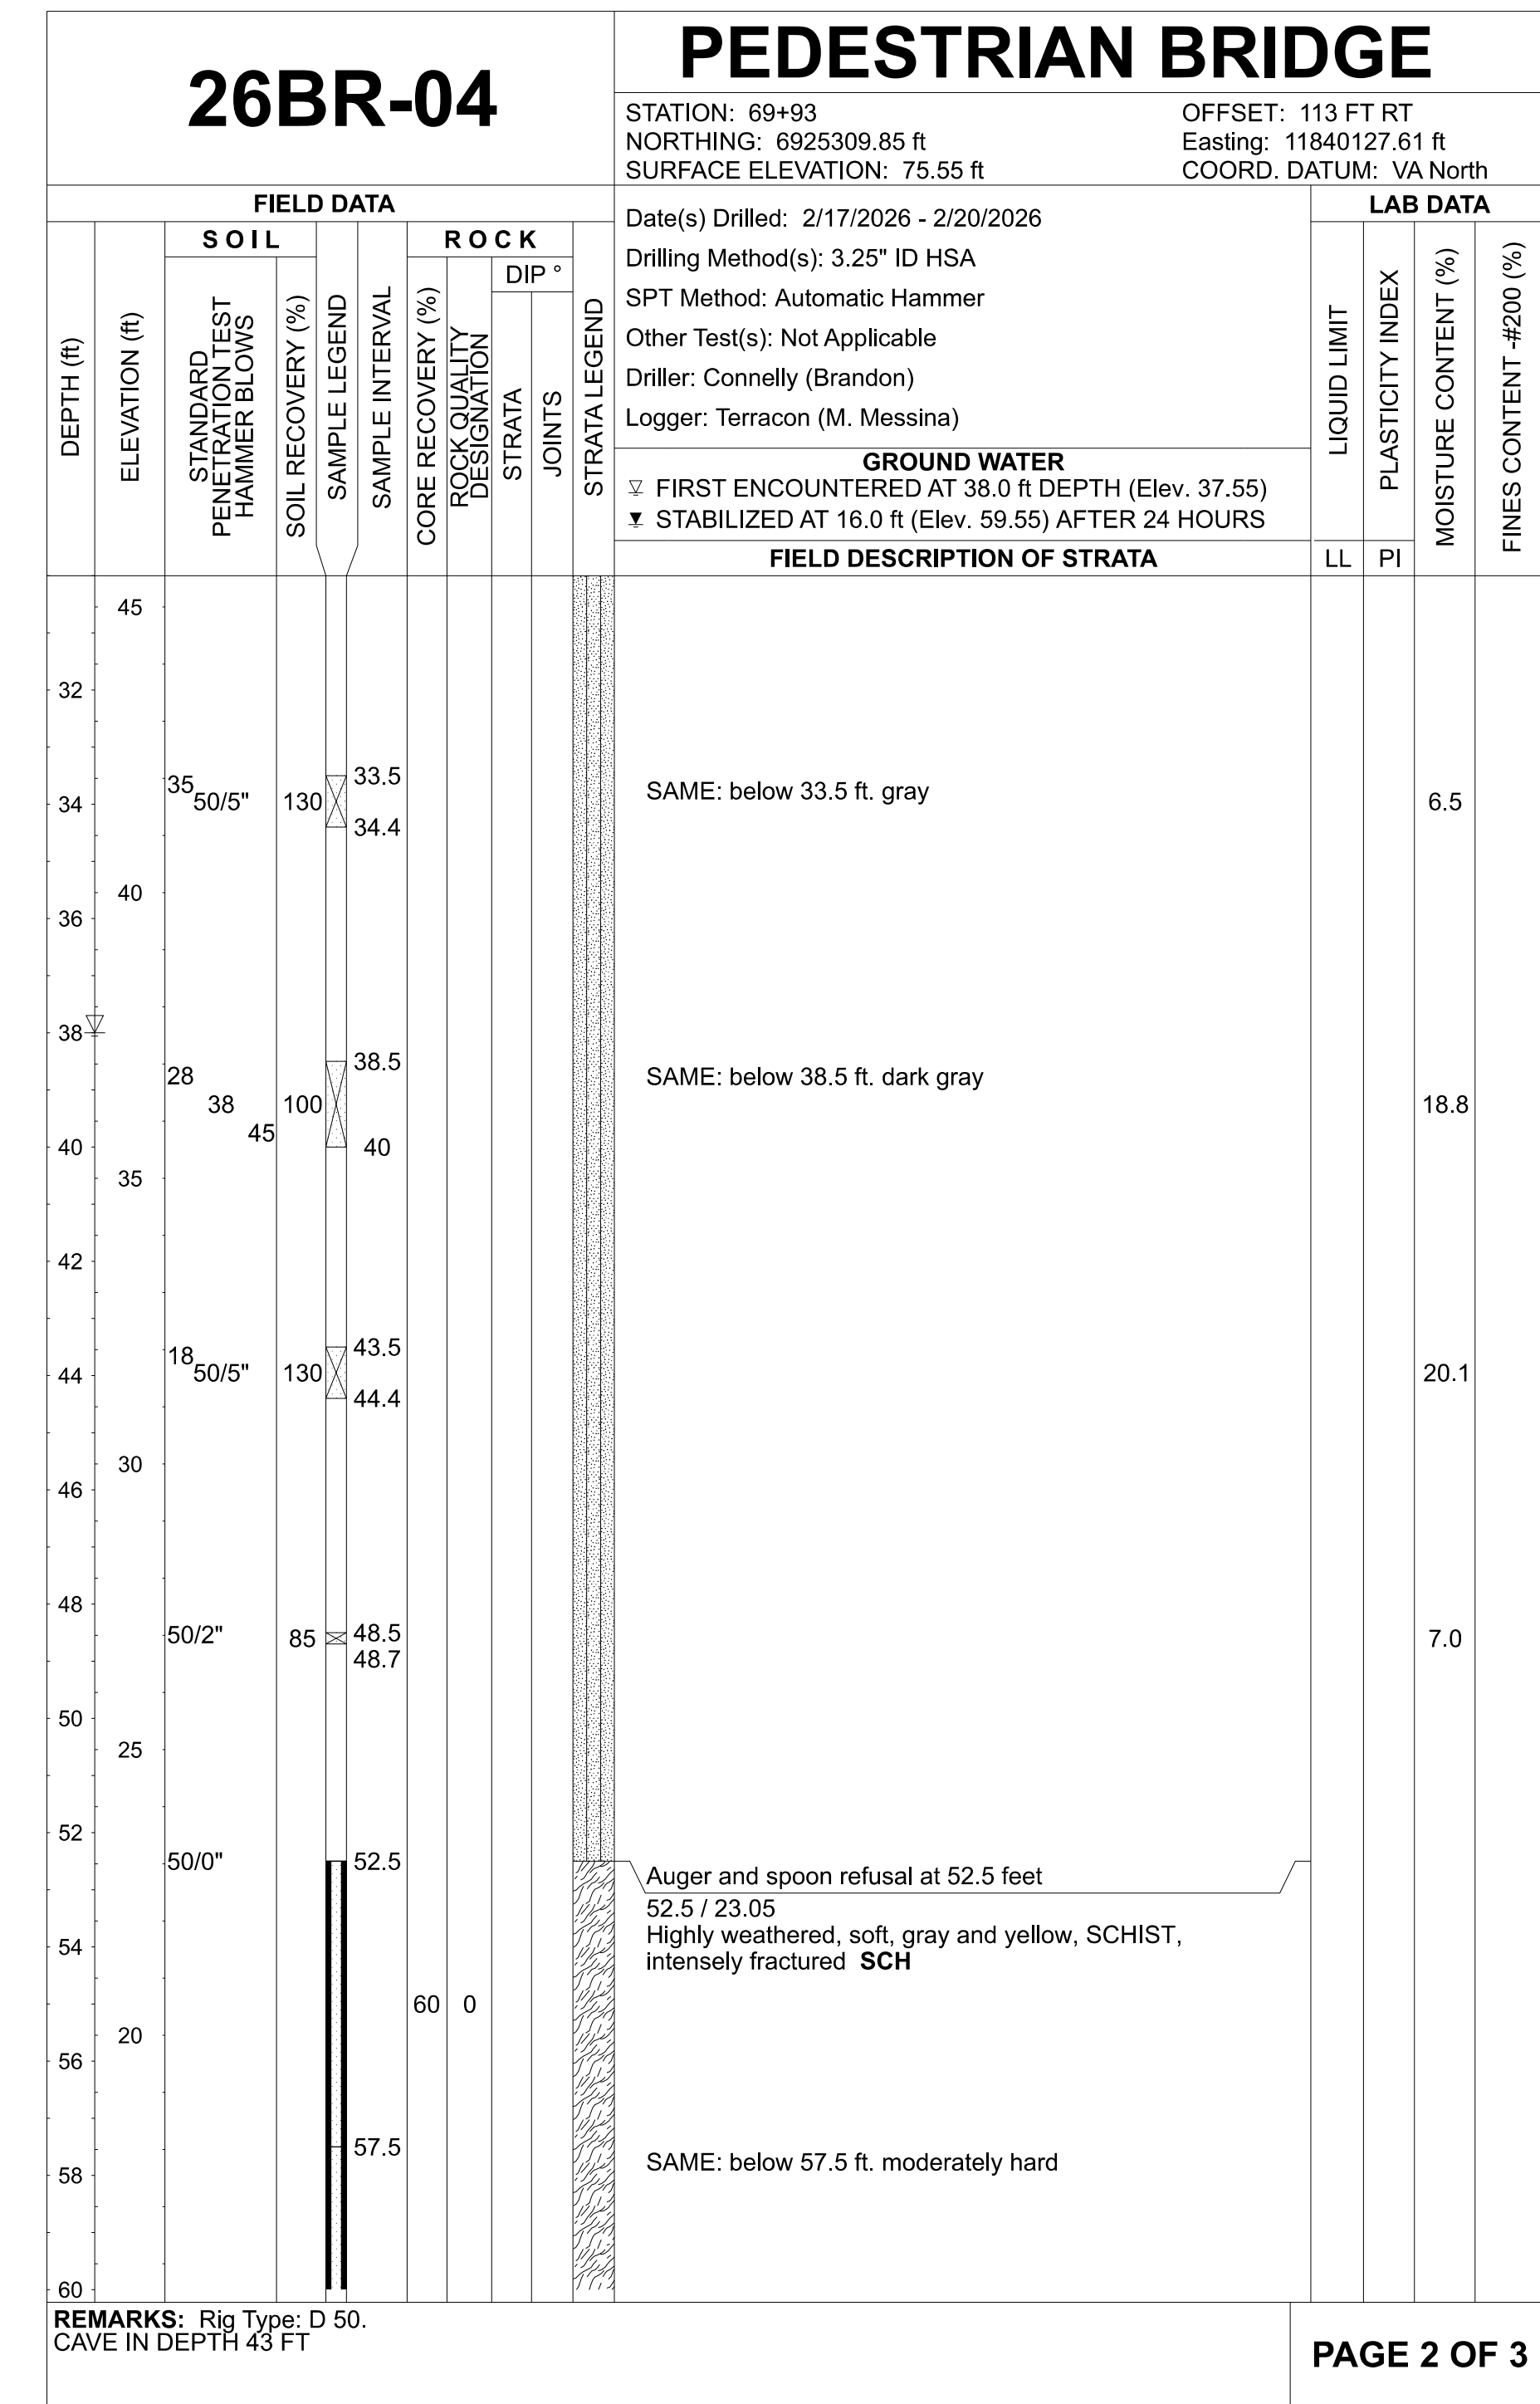 26BR-04
PEDESTRIAN BRIDGE
STATION: 69+93
OFFSET: 113 FT RT
NORTHING: 6925309.85 ft
Easting: 11840127.61 ft
SURFACE ELEVATION: 75.55 ft
COORD. DATUM: VA North
FIELD DATA
LAB DATA
SOIL
ROCK
DIP °
DEPTH (ft)
ELEVATION (ft)
STANDARD
PENETRATION TEST
HAMMER BLOWS
SOIL RECOVERY (%)
SAMPLE LEGEND
SAMPLE INTERVAL
CORE RECOVERY (%)
ROCK QUALITY
DESIGNATION
STRATA
JOINTS
STRATA LEGEND
Date(s) Drilled: 2/17/2026 - 2/20/2026
Drilling Method(s): 3.25" ID HSA
SPT Method: Automatic Hammer
Other Test(s): Not Applicable
Driller: Connelly (Brandon)
Logger: Terracon (M. Messina)
GROUND WATER
FIRST ENCOUNTERED AT 38.0 ft DEPTH (Elev. 37.55)
STABILIZED AT 16.0 ft (Elev. 59.55) AFTER 24 HOURS
FIELD DESCRIPTION OF STRATA
LIQUID LIMIT
PLASTICITY INDEX
MOISTURE CONTENT (%)
FINES CONTENT -#200 (%)
LL
PI
45
32
33.5
35
50/5"
130
34.4
SAME: below 33.5 ft. gray
6.5
34
40
36
38
38.5
28
38
45
100
40
SAME: below 38.5 ft. dark gray
18.8
40
35
42
43.5
18
50/5"
130
44.4
20.1
44
30
46
48
50/2"
85
48.5
48.7
7.0
50
25
52
50/0"
52.5
Auger and spoon refusal at 52.5 feet
52.5 / 23.05
Highly weathered, soft, gray and yellow, SCHIST,
intensely fractured SCH
54
60
0
20
56
57.5
SAME: below 57.5 ft. moderately hard
58
60
REMARKS: Rig Type: D 50.
CAVE IN DEPTH 43 FT
PAGE 2 OF 3